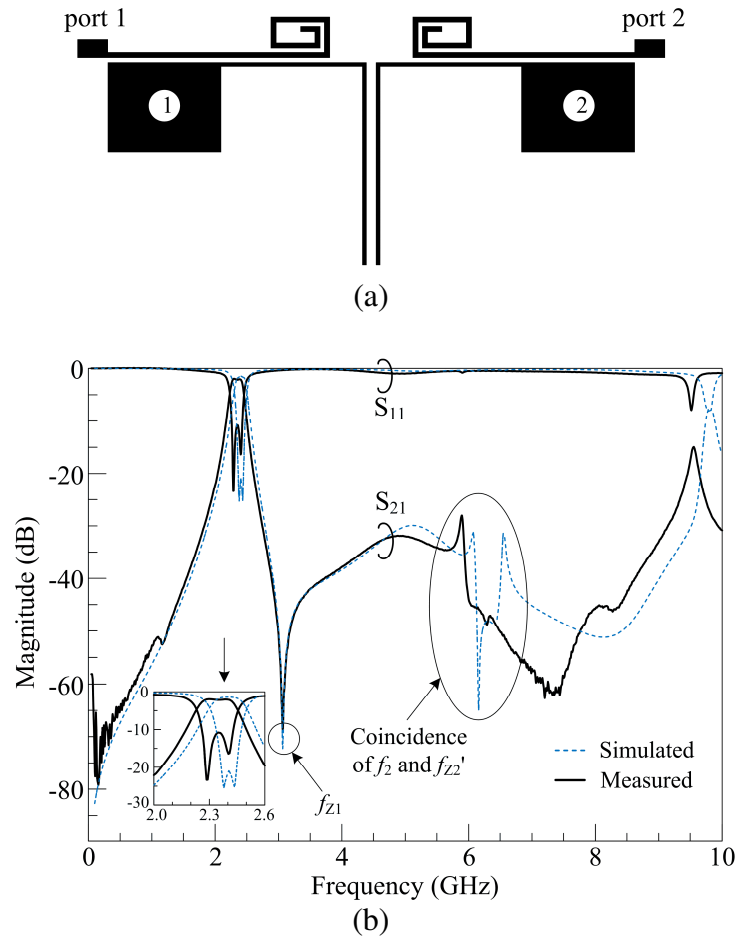 port 1
port 2
1
2
(a)
0
-20
-40
-60
-80
Magnitude (dB)
S11
S21
0
-10
-20
-30
2.0
2.3
2.6
fZ1
Coincidence
of f2 and fZ2'
Simulated
Measured
0
2
4
6
8
10
Frequency (GHz)
(b)